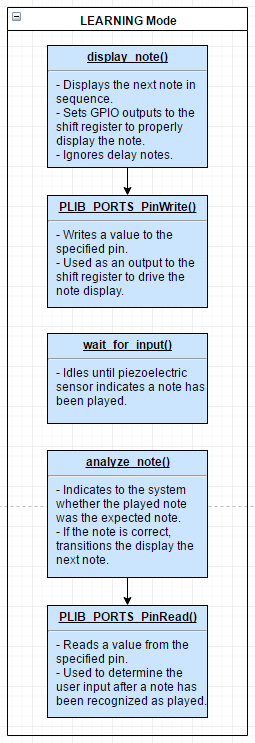 LEARNING Mode
display_note()
- Displays the next note in
sequence.
- Sets GPIO outputs to the
shift register to properly
display the note.
- Ignores delay notes.
PLIB_PORTS_PinWrite()
- Writes a value to the
specified pin.
- Used as an output to the
shift register to drive the
note display.
wait_for_input()
- Idles until piezoelectric
sensor indicates a note has
been played.
analyze_note()
- Indicates to the system
whether the played note
was the expected note.
- If the note is correct,
transitions the display the
next note.
PLIB_PORTS_PinRead()
- Reads a value from the
specified pin.
- Used to determine the
user input after a note has
been recognized as played.